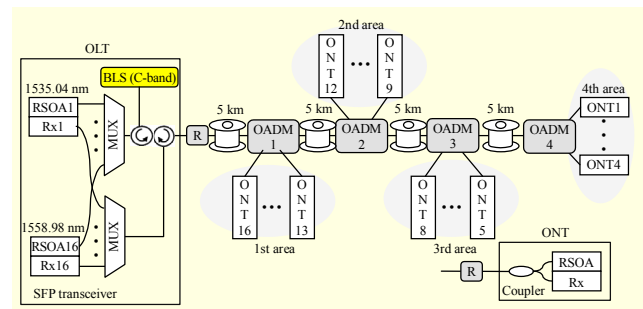 OLT
BLS (C-band)
1535.04 nm
RSOA1
Rx1
MUX
1558.98 nm
RSOA16
Rx16
MUX
SFP transceiver
R
5 km
OADM
1
5 km
OADM
2
5 km
OADM
3
5 km
OADM
4
2nd area
ONT
12
ONT
9
4th area
ONT1
ONT4
ONT
16
ONT
13
1st area
ONT
8
ONT
5
3rd area
ONT
R
Coupler
RSOA
Rx